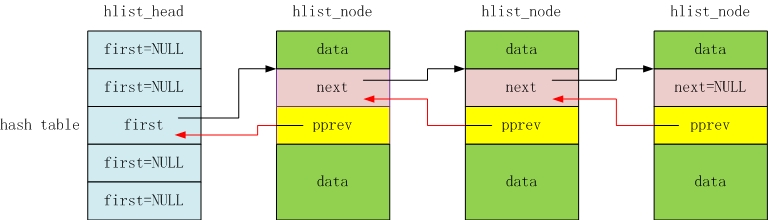 hlist_head hlist_node hlist_node hlist_node
first=NULL data data data
first=NULL next next next=NULL
hash table first pprev pprev pprev
first=NULL data data data
first=NULL